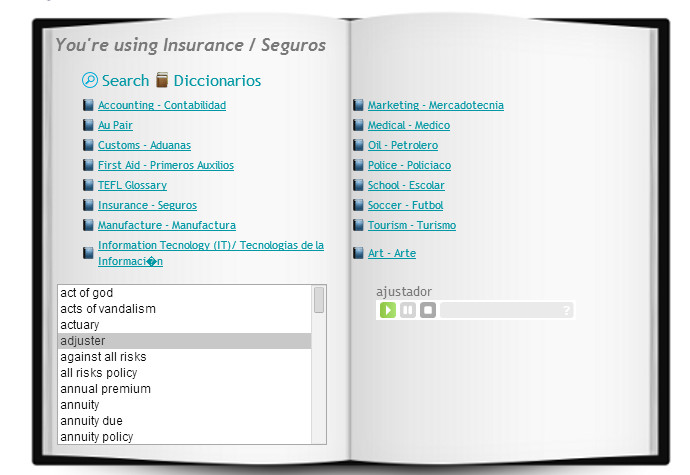 You're using Insurance / Seguros
Search Diccionarios
Accounting - Contabilidad
Au Pair
Customs - Aduanas
First Aid - Primeros Auxilios
TEFL Glossary
Insurance - Seguros
Manufacture - Manufactura
Information Tecnology (IT)/ Tecnologias de la
Informaci�n
Marketing - Mercadotecnia
Medical - Medico
Oil - Petrolero
Police - Policiaco
School - Escolar
Soccer - Futbol
Tourism - Turismo
Art - Arte
act of god
acts of vandalism
actuary
adjuster
against all risks
all risks policy
annual premium
annuity
annuity due
annuity policy
ajustador
?